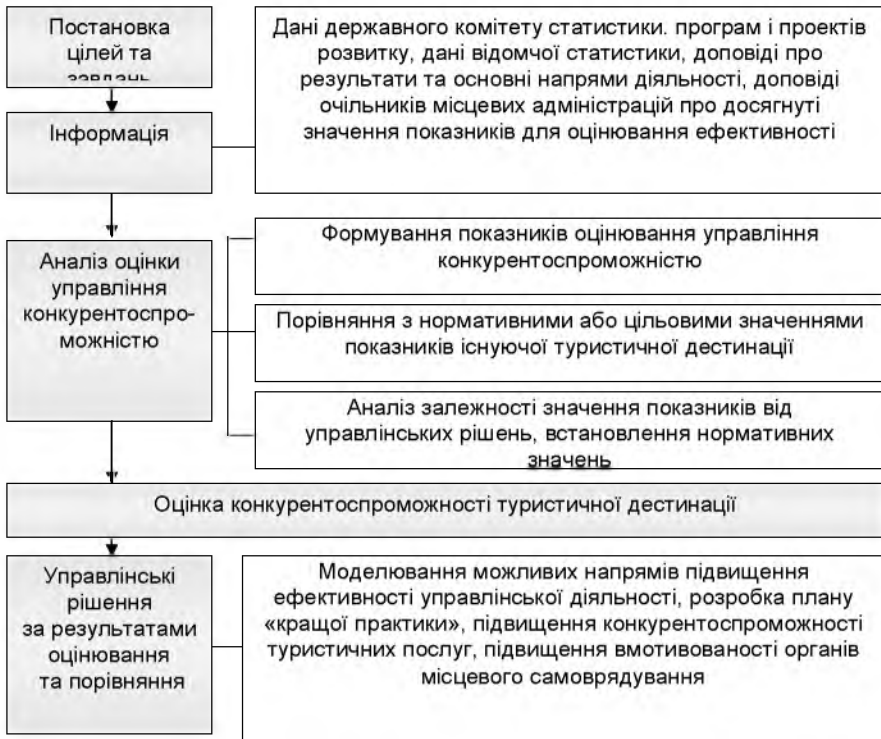 Постановка
цілей та
завдань
Дані державного комітету статистики. програм і проектів
розвитку, дані відомчої статистики, доповіді про
результати та основні напрями діяльності, доповіді
очільників місцевих адміністрацій про досягнуті
значення показників для оцінювання ефективності
Інформація
Аналіз оцінки
управління
конкурентоспро-
можністю
Формування показників оцінювання управління
конкурентоспроможністю
Порівняння з нормативними або цільовими значеннями
показників існуючої туристичної дестинації
Аналіз залежності значення показників від
управлінських рішень, встановлення нормативних
значень
Оцінка конкурентоспроможності туристичної дестинації
Управлінські
рішення
за результатами
оцінювання
та порівняння
Моделювання можливих напрямів підвищення
ефективності управлінської діяльності, розробка плану
«кращої практики», підвищення конкурентоспроможності
туристичних послуг, підвищення вмотивованості органів
місцевого самоврядування